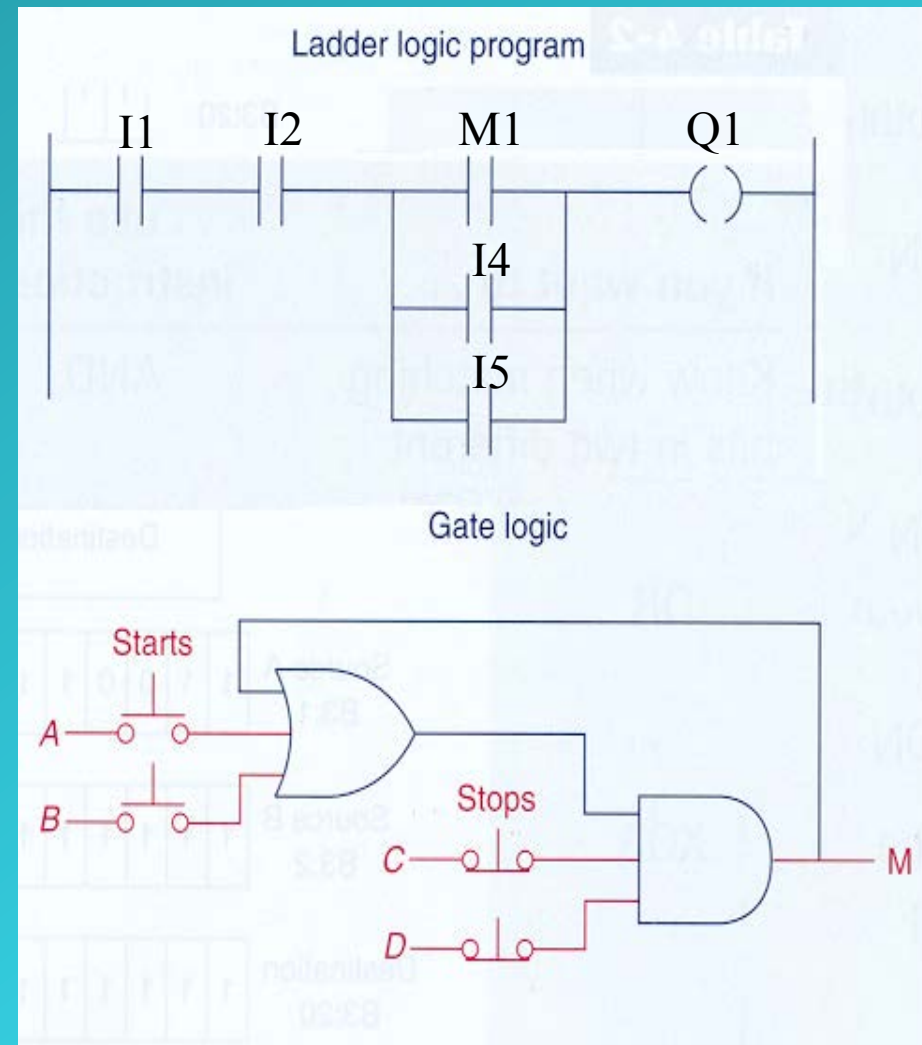 Ladder logic program
I1 I2 M1 Q1
I4
I5
Gate logic
Starts
A
B
Stops
C
D
M